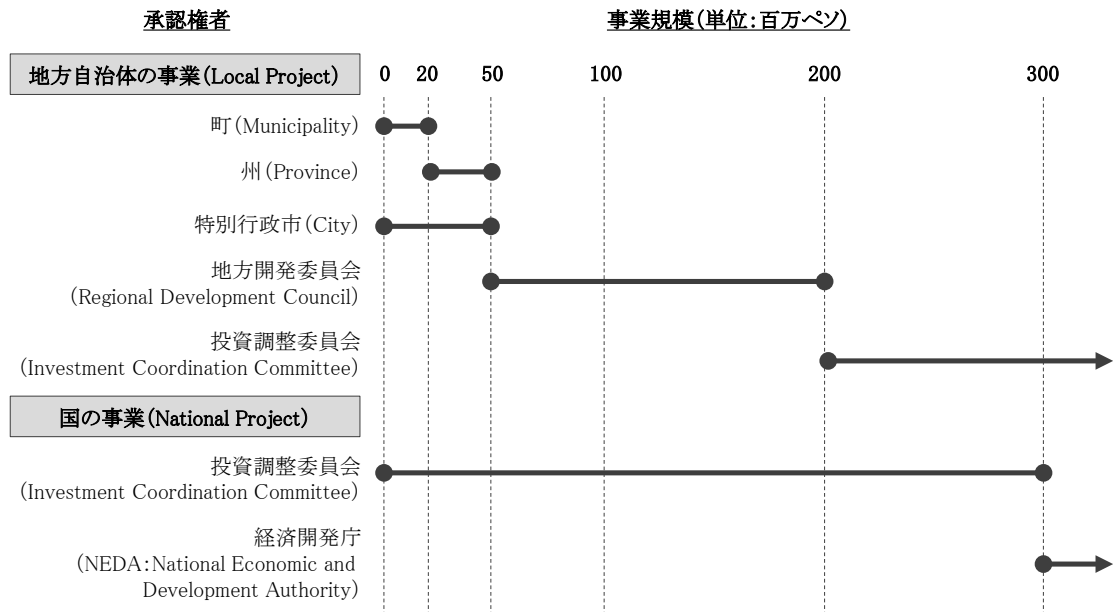 承認権者
事業規模(単位:百万ペソ)
地方自治体の事業(Local Project)
0 20 50 100 200 300
町(Municipality)
州(Province)
特別行政市(City)
地方開発委員会
(Regional Development Council)
投資調整委員会
(Investment Coordination Committee)
国の事業(National Project)
投資調整委員会
(Investment Coordination Committee)
経済開発庁
(NEDA:National Economic and
Development Authority)